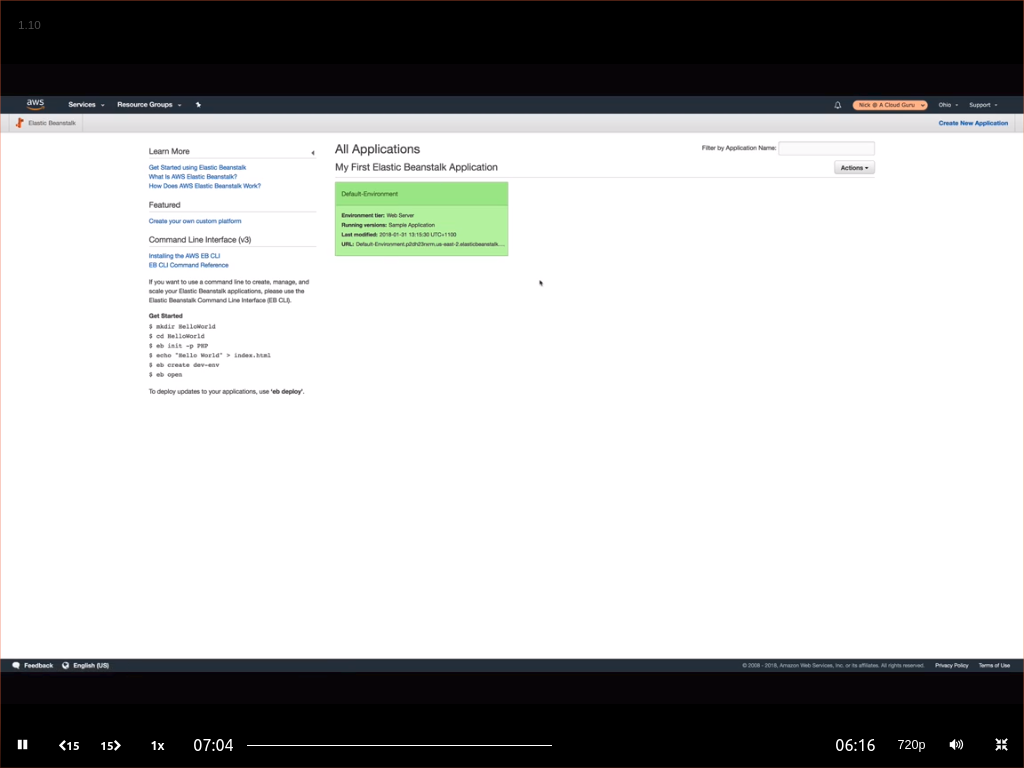 1.10
aws Services Resource Groups Nick @ A Cloud Guru Ohio Support
Elastic Beanstalk Create New Application
Learn More
Get Started using Elastic Beanstalk
What Is AWS Elastic Beanstalk?
How Does AWS Elastic Beanstalk Work?
Featured
Create your own custom platform
Command Line Interface (v3)
Installing the AWS EB CLI
EB CLI Command Reference
If you want to use a command line to create, manage, and
scale your Elastic Beanstalk applications, please use the
Elastic Beanstalk Command Line Interface (EB CLI).
Get Started
$ mkdir HelloWorld
$ cd HelloWorld
$ eb init -p PHP
$ echo "Hello World" > index.html
$ eb create dev-env
$ eb open
To deploy updates to your applications, use 'eb deploy'.
All Applications
Filter by Application Name:
My First Elastic Beanstalk Application
Actions
Default-Environment
Environment tier: Web Server
Running versions: Sample Application
Last modified: 2018-01-31 13:15:30 UTC+1100
URL:
Feedback English (US) © 2008 - 2018, Amazon Web Services, Inc. or its affiliates. All rights reserved. Privacy Policy Terms of Use
15 15 1x 07:04 06:16 720p